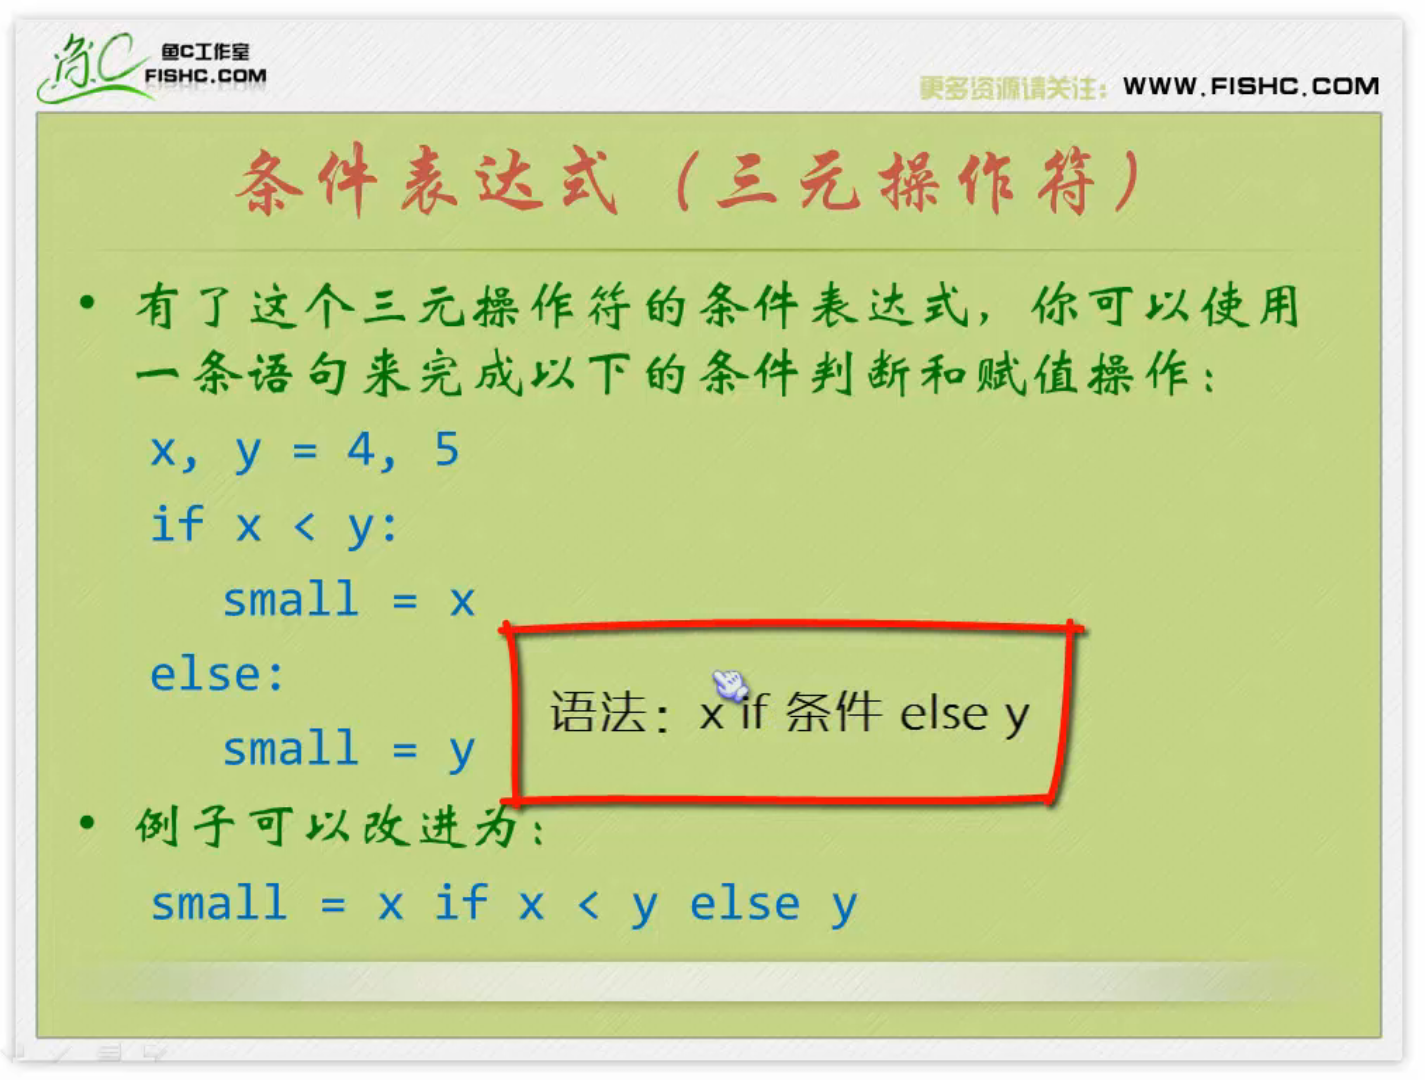 鱼C工作室
FISHC.COM
更多资源请关注：WWW.FISHC.COM
条件表达式（三元操作符）
• 有了这个三元操作符的条件表达式，你可以使用
一条语句来完成以下的条件判断和赋值操作：
x, y = 4, 5
if x < y:
small = x
else:
small = y
语法：x if 条件 else y
• 例子可以改进为：
small = x if x < y else y